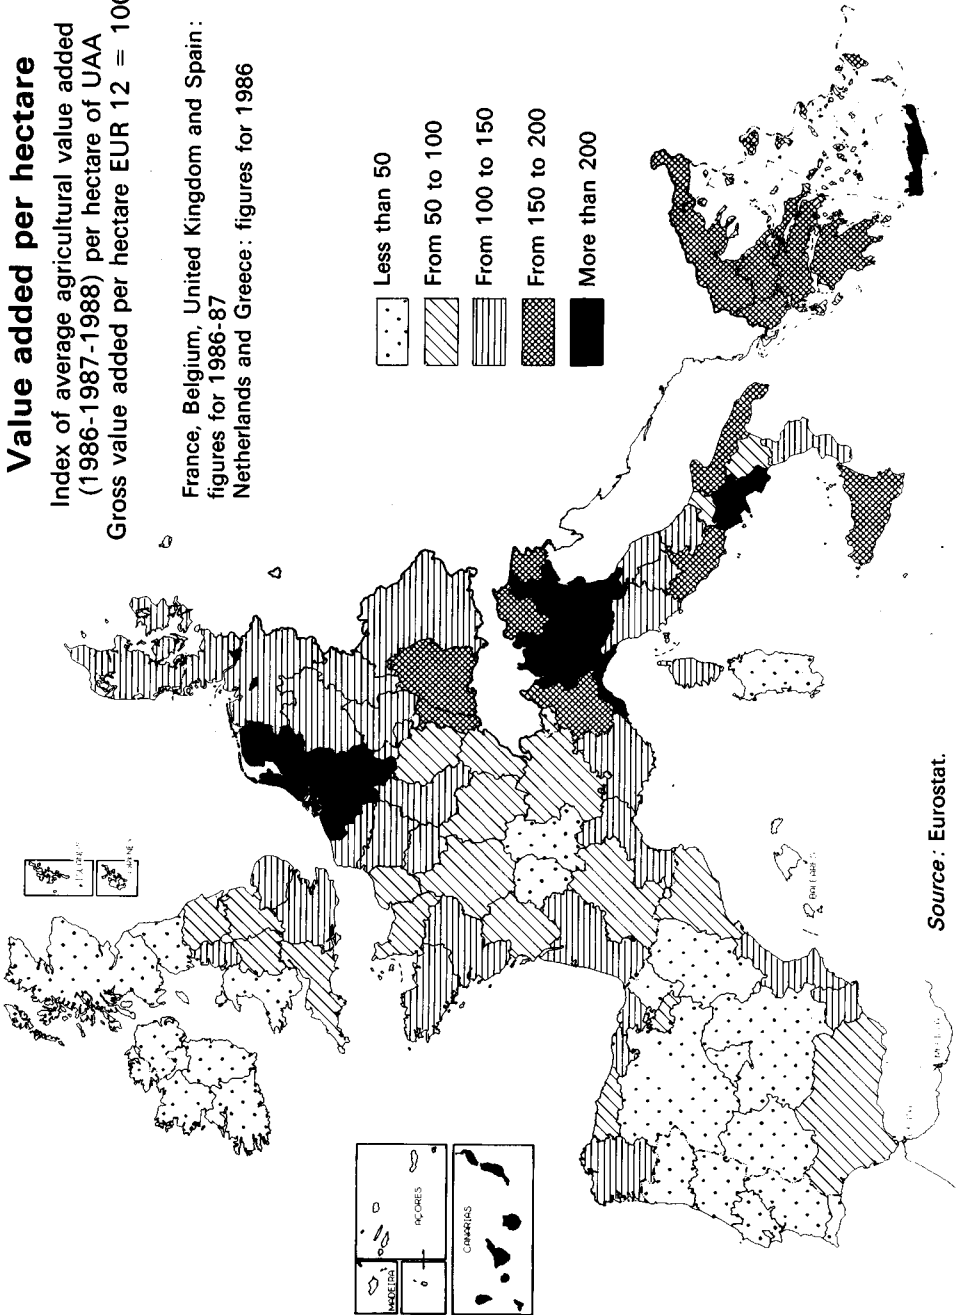 Value added per hectare
Index of average agricultural value added
(1986-1987-1988) per hectare of UAA
Gross value added per hectare EUR 12 = 100
France, Belgium, United Kingdom and Spain:
figures for 1986-87
Netherlands and Greece: figures for 1986
Less than 50
From 50 to 100
From 100 to 150
From 150 to 200
More than 200
BALEARES
MADEIRA
AÇORES
CANARIAS
Source: Eurostat.